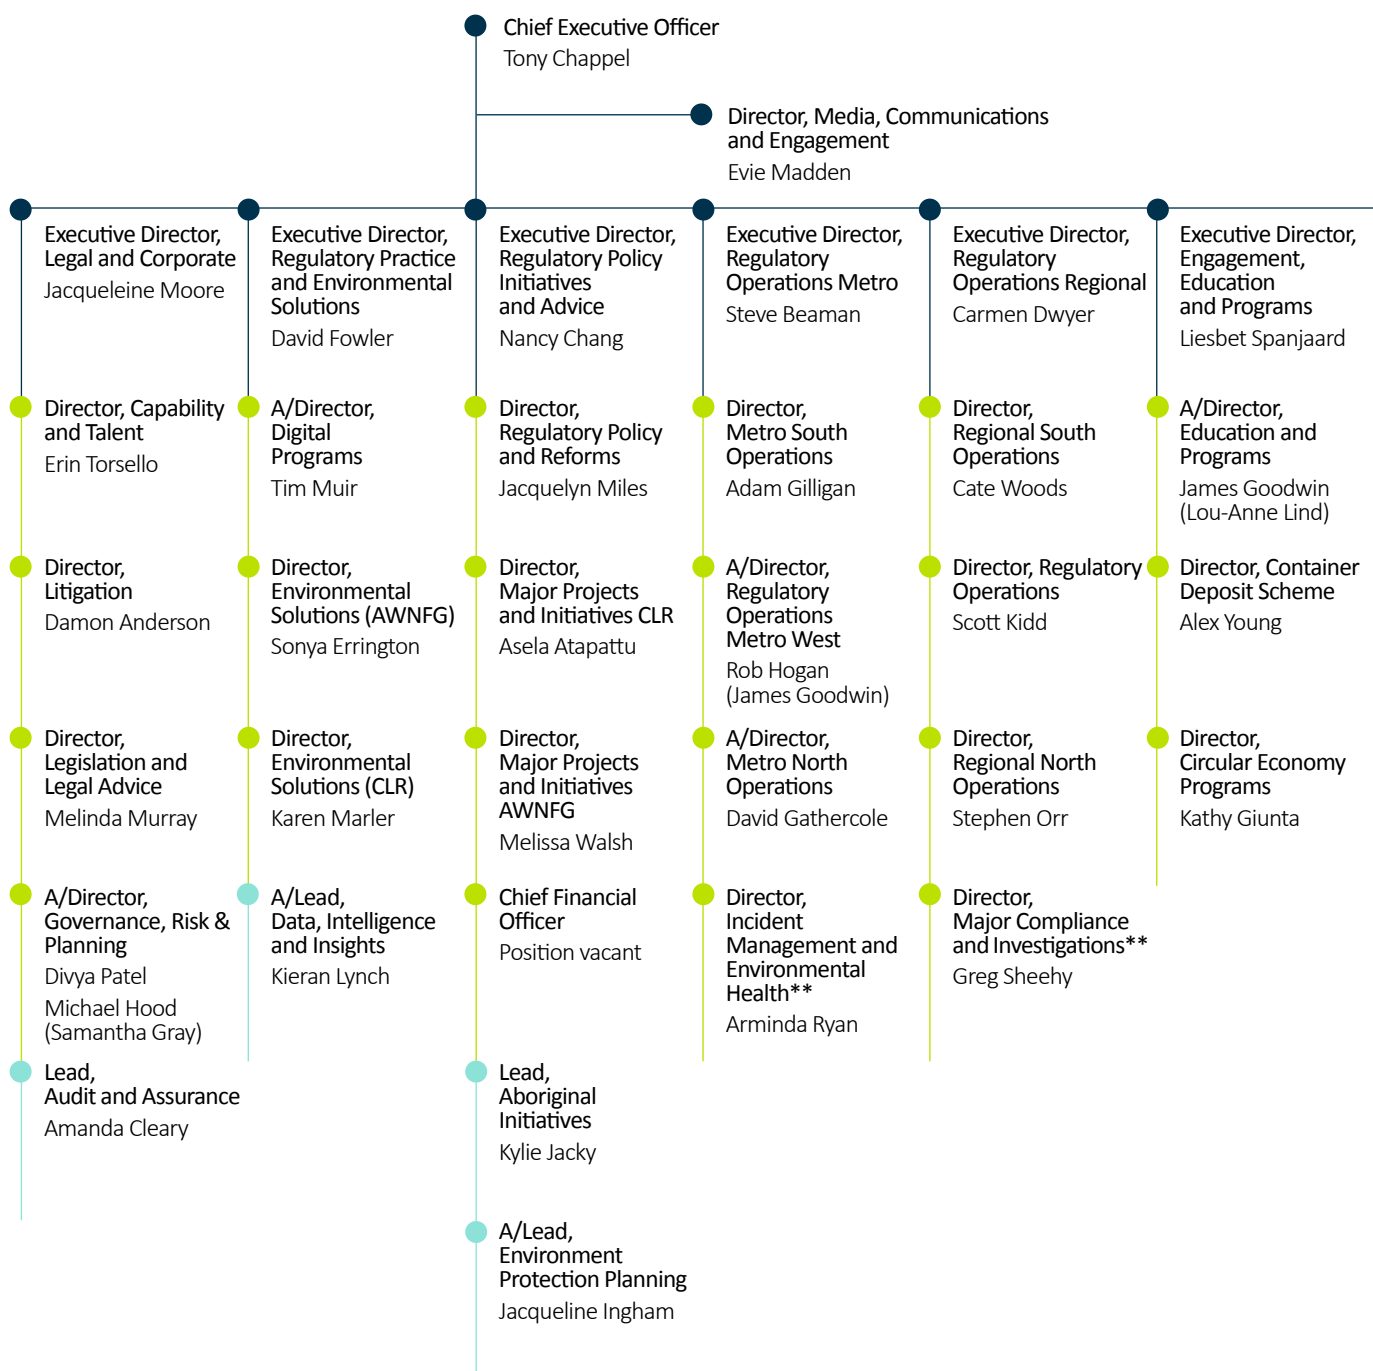 Chief Executive Officer
Tony Chappel
Director, Media, Communications
and Engagement
Evie Madden
Executive Director,
Legal and Corporate
Jacqueleine Moore
Executive Director,
Regulatory Practice
and Environmental
Solutions
David Fowler
Executive Director,
Regulatory Policy
Initiatives
and Advice
Nancy Chang
Executive Director,
Regulatory
Operations Metro
Steve Beaman
Executive Director,
Regulatory
Operations Regional
Carmen Dwyer
Executive Director,
Engagement,
Education
and Programs
Liesbet Spanjaard
Director, Capability
and Talent
Erin Torsello
A/Director,
Digital
Programs
Tim Muir
Director,
Regulatory Policy
and Reforms
Jacquelyn Miles
Director,
Metro South
Operations
Adam Gilligan
Director,
Regional South
Operations
Cate Woods
A/Director,
Education and
Programs
James Goodwin
(Lou-Anne Lind)
Director,
Litigation
Damon Anderson
Director,
Environmental
Solutions (AWNFG)
Sonya Errington
Director,
Major Projects
and Initiatives CLR
Asela Atapattu
A/Director,
Regulatory
Operations
Metro West
Rob Hogan
(James Goodwin)
Director, Regulatory
Operations
Scott Kidd
Director, Container
Deposit Scheme
Alex Young
Director,
Legislation and
Legal Advice
Melinda Murray
Director,
Environmental
Solutions (CLR)
Karen Marler
Director,
Major Projects
and Initiatives
AWNFG
Melissa Walsh
A/Director,
Metro North
Operations
David Gathercole
Director,
Regional North
Operations
Stephen Orr
Director,
Circular Economy
Programs
Kathy Giunta
A/Director,
Governance, Risk &
Planning
Divya Patel
Michael Hood
(Samantha Gray)
A/Lead,
Data, Intelligence
and Insights
Kieran Lynch
Chief Financial
Officer
Position vacant
Director,
Incident
Management and
Environmental
Health**
Arminda Ryan
Director,
Major Compliance
and Investigations**
Greg Sheehy
Lead,
Audit and Assurance
Amanda Cleary
Lead,
Aboriginal
Initiatives
Kylie Jacky
A/Lead,
Environment
Protection Planning
Jacqueline Ingham